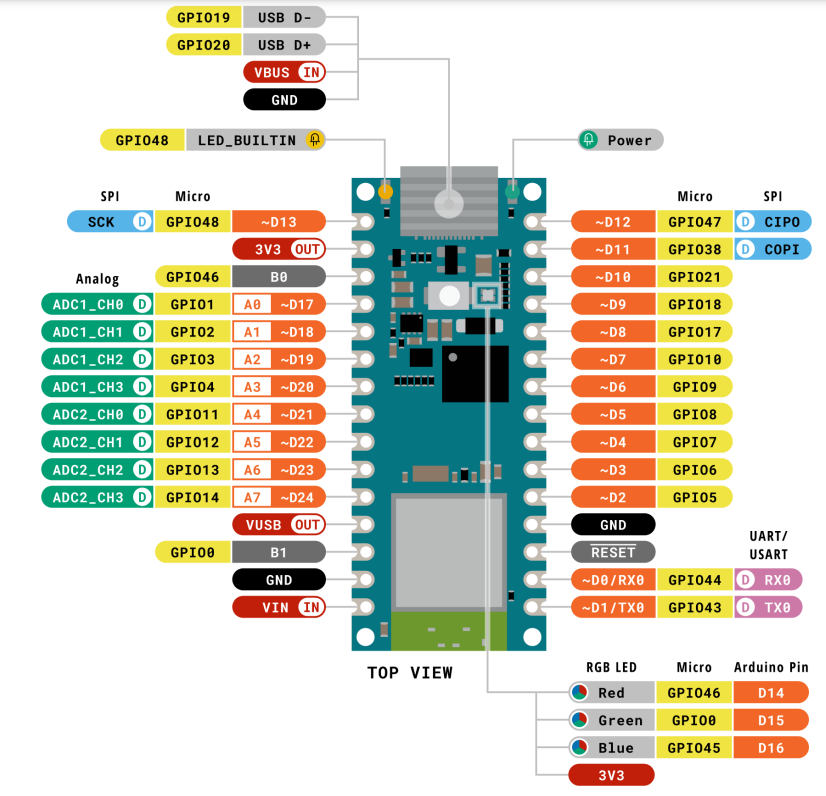 GPIO19 USB D-
GPIO20 USB D+
VBUS IN
GND
GPIO48 LED_BUILTIN
Power
SPI Micro
SCK D GPIO48 ~D13
3V3 OUT
GPIO46 B0
Analog
ADC1_CH0 D GPIO1 A0 ~D17
ADC1_CH1 D GPIO2 A1 ~D18
ADC1_CH2 D GPIO3 A2 ~D19
ADC1_CH3 D GPIO4 A3 ~D20
ADC2_CH0 D GPIO11 A4 ~D21
ADC2_CH1 D GPIO12 A5 ~D22
ADC2_CH2 D GPIO13 A6 ~D23
ADC2_CH3 D GPIO14 A7 ~D24
VUSB OUT
GPIO0 B1
GND
VIN IN
Micro SPI
~D12 GPIO47 D CIPO
~D11 GPIO38 D COPI
~D10 GPIO21
~D9 GPIO18
~D8 GPIO17
~D7 GPIO10
~D6 GPIO9
~D5 GPIO8
~D4 GPIO7
~D3 GPIO6
~D2 GPIO5
GND
RESET
UART/
USART
~D0/RX0 GPIO44 D RX0
~D1/TX0 GPIO43 D TX0
TOP VIEW
RGB LED Micro Arduino Pin
Red GPIO46 D14
Green GPIO0 D15
Blue GPIO45 D16
3V3